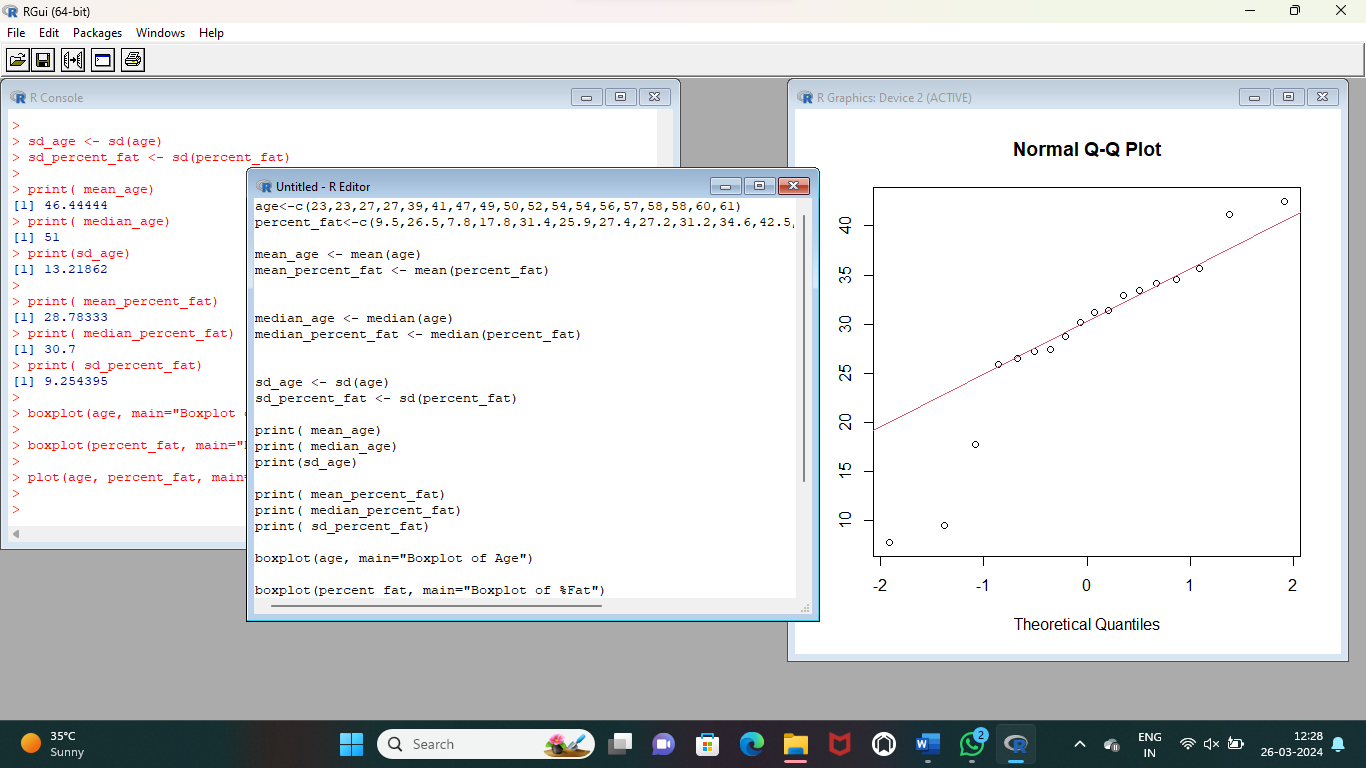 RGui (64-bit)
File Edit Packages Windows Help
R Console
>
> sd_age <- sd(age)
> sd_percent_fat <- sd(percent_fat)
>
> print( mean_age)
[1] 46.44444
> print( median_age)
[1] 51
> print(sd_age)
[1] 13.21862
>
> print( mean_percent_fat)
[1] 28.78333
> print( median_percent_fat)
[1] 30.7
> print( sd_percent_fat)
[1] 9.254395
>
> boxplot(age, main="Boxplot
>
> boxplot(percent_fat, main="
>
> plot(age, percent_fat, main=
>
>
Untitled - R Editor
age<-c(23,23,27,27,39,41,47,49,50,52,54,54,56,57,58,58,60,61)
percent_fat<-c(9.5,26.5,7.8,17.8,31.4,25.9,27.4,27.2,31.2,34.6,42.5,
mean_age <- mean(age)
mean_percent_fat <- mean(percent_fat)
median_age <- median(age)
median_percent_fat <- median(percent_fat)
sd_age <- sd(age)
sd_percent_fat <- sd(percent_fat)
print( mean_age)
print( median_age)
print(sd_age)
print( mean_percent_fat)
print( median_percent_fat)
print( sd_percent_fat)
boxplot(age, main="Boxplot of Age")
boxplot(percent fat, main="Boxplot of %Fat")
R Graphics: Device 2 (ACTIVE)
Normal Q-Q Plot
40
35
30
25
20
15
10
-2 -1 0 1 2
Theoretical Quantiles
35°C
Sunny
Search
2
ENG
IN
12:28
26-03-2024